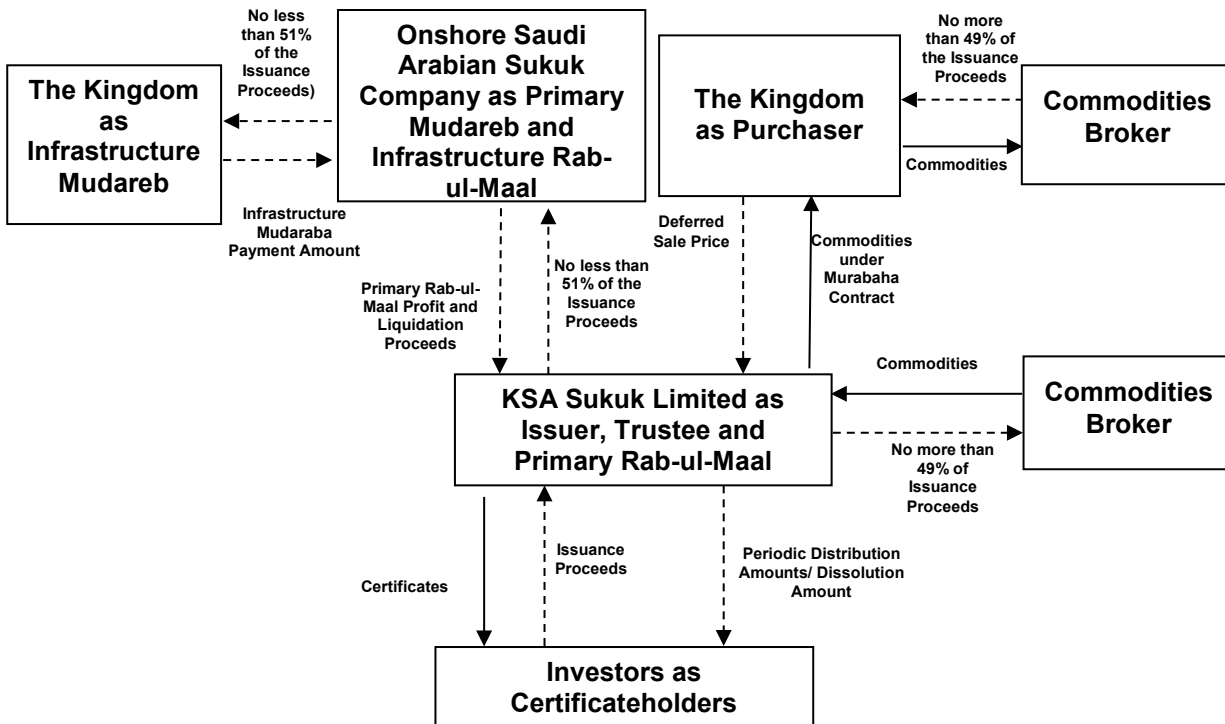 No less
than 51%
of the
Issuance
Proceeds)
Onshore Saudi
Arabian Sukuk
Company as Primary
Mudareb and
Infrastructure Rab-
ul-Maal
No more
than 49% of
the Issuance
Proceeds
The Kingdom
as
Infrastructure
Mudareb
The Kingdom
as Purchaser
Commodities
Broker
Commodities
Infrastructure
Mudaraba
Payment Amount
Deferred
Sale Price
Commodities
under
Murabaha
Contract
Primary Rab-ul-
Maal Profit and
Liquidation
Proceeds
No less than
51% of the
Issuance
Proceeds
Commodities
KSA Sukuk Limited as
Issuer, Trustee and
Primary Rab-ul-Maal
Commodities
Broker
No more than
49% of
Issuance
Proceeds
Certificates
Issuance
Proceeds
Periodic Distribution
Amounts/ Dissolution
Amount
Investors as
Certificateholders